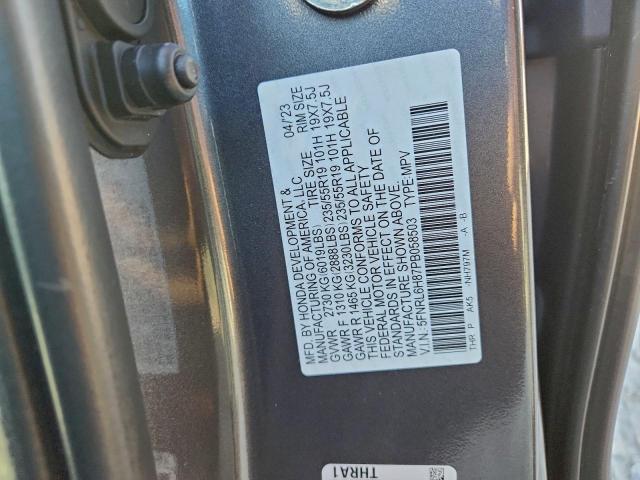 MFD. BY HONDA DEVELOPMENT & 04/'23
MANUFACTURING OF AMERICA, LLC TIRE SIZE RIM SIZE
GVWR 2730 KG(6019LBS) 235/55R19 101H 19X7.5J
GAWR F 1310 KG(2888LBS) 235/55R19 101H 19X7.5J
GAWR R 1465 KG(3230LBS)
THIS VEHICLE CONFORMS TO ALL APPLICABLE
FEDERAL MOTOR VEHICLE SAFETY
STANDARDS IN EFFECT ON THE DATE OF
MANUFACTURE SHOWN ABOVE.
V.I.N.: 5FNRL6H87PB058503 TYPE:MPV
THR P AK5 NH797M -A -B
THRA1